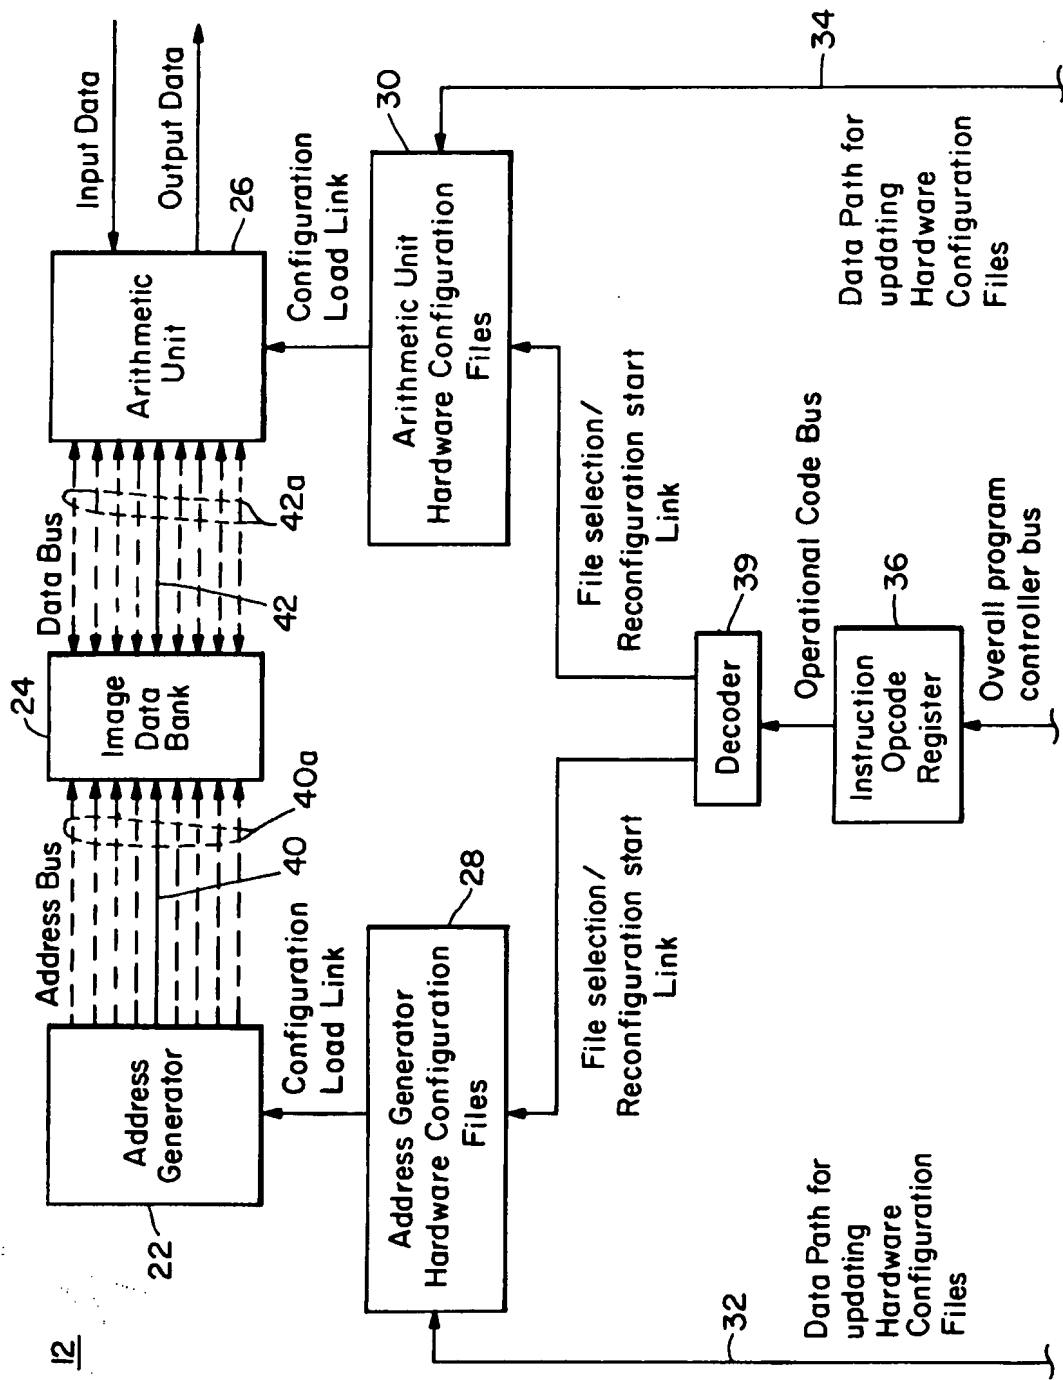 12
22
Address
Generator
Address Bus
40a
40
24
Image
Data
Bank
Data Bus
42a
42
Arithmetic
Unit
26
Input Data
Output Data
Configuration
Load Link
28
Address Generator
Hardware Configuration
Files
Configuration
Load Link
30
Arithmetic Unit
Hardware Configuration
Files
File selection/
Reconfiguration start
Link
File selection/
Reconfiguration start
Link
39
Decoder
Operational Code Bus
36
Instruction
Opcode
Register
Overall program
controller bus
32
Data Path for
updating
Hardware
Configuration
Files
34
Data Path for
updating
Hardware
Configuration
Files